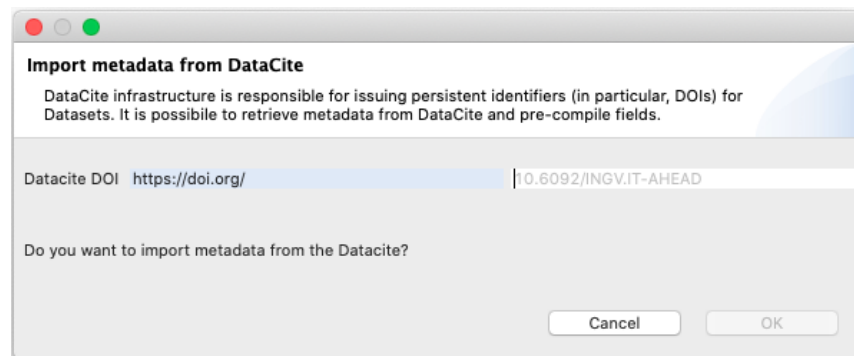 Import metadata from DataCite
DataCite infrastructure is responsible for issuing persistent identifiers (in particular, DOIs) for
Datasets. It is possibile to retrieve metadata from DataCite and pre-compile fields.
Datacite DOI https://doi.org/ 10.6092/INGV.IT-AHEAD
Do you want to import metadata from the Datacite?
Cancel OK